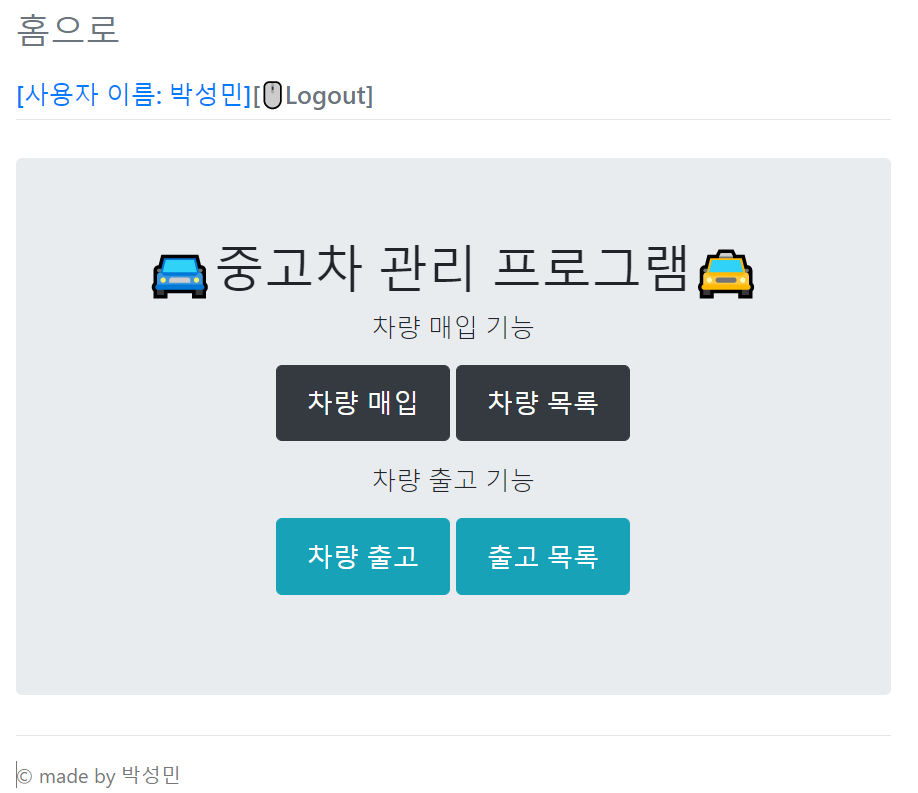 홈으로
[사용자 이름: 박성민][🖱️Logout]
🚘중고차 관리 프로그램🚖
차량 매입 기능
차량 매입 차량 목록
차량 출고 기능
차량 출고 출고 목록
© made by 박성민